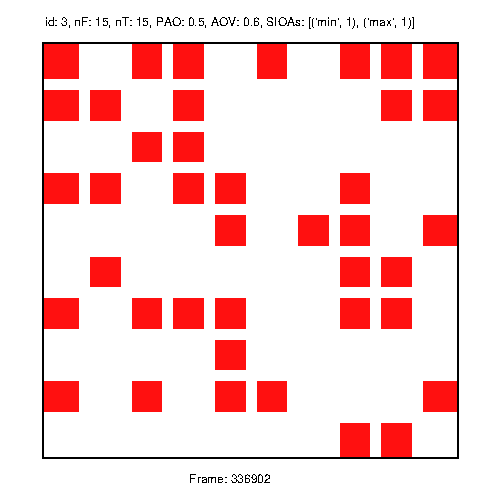 id: 3, nF: 15, nT: 15, PAO: 0.5, AOV: 0.6, SIOAs: [('min', 1), ('max', 1)]
Frame: 336902